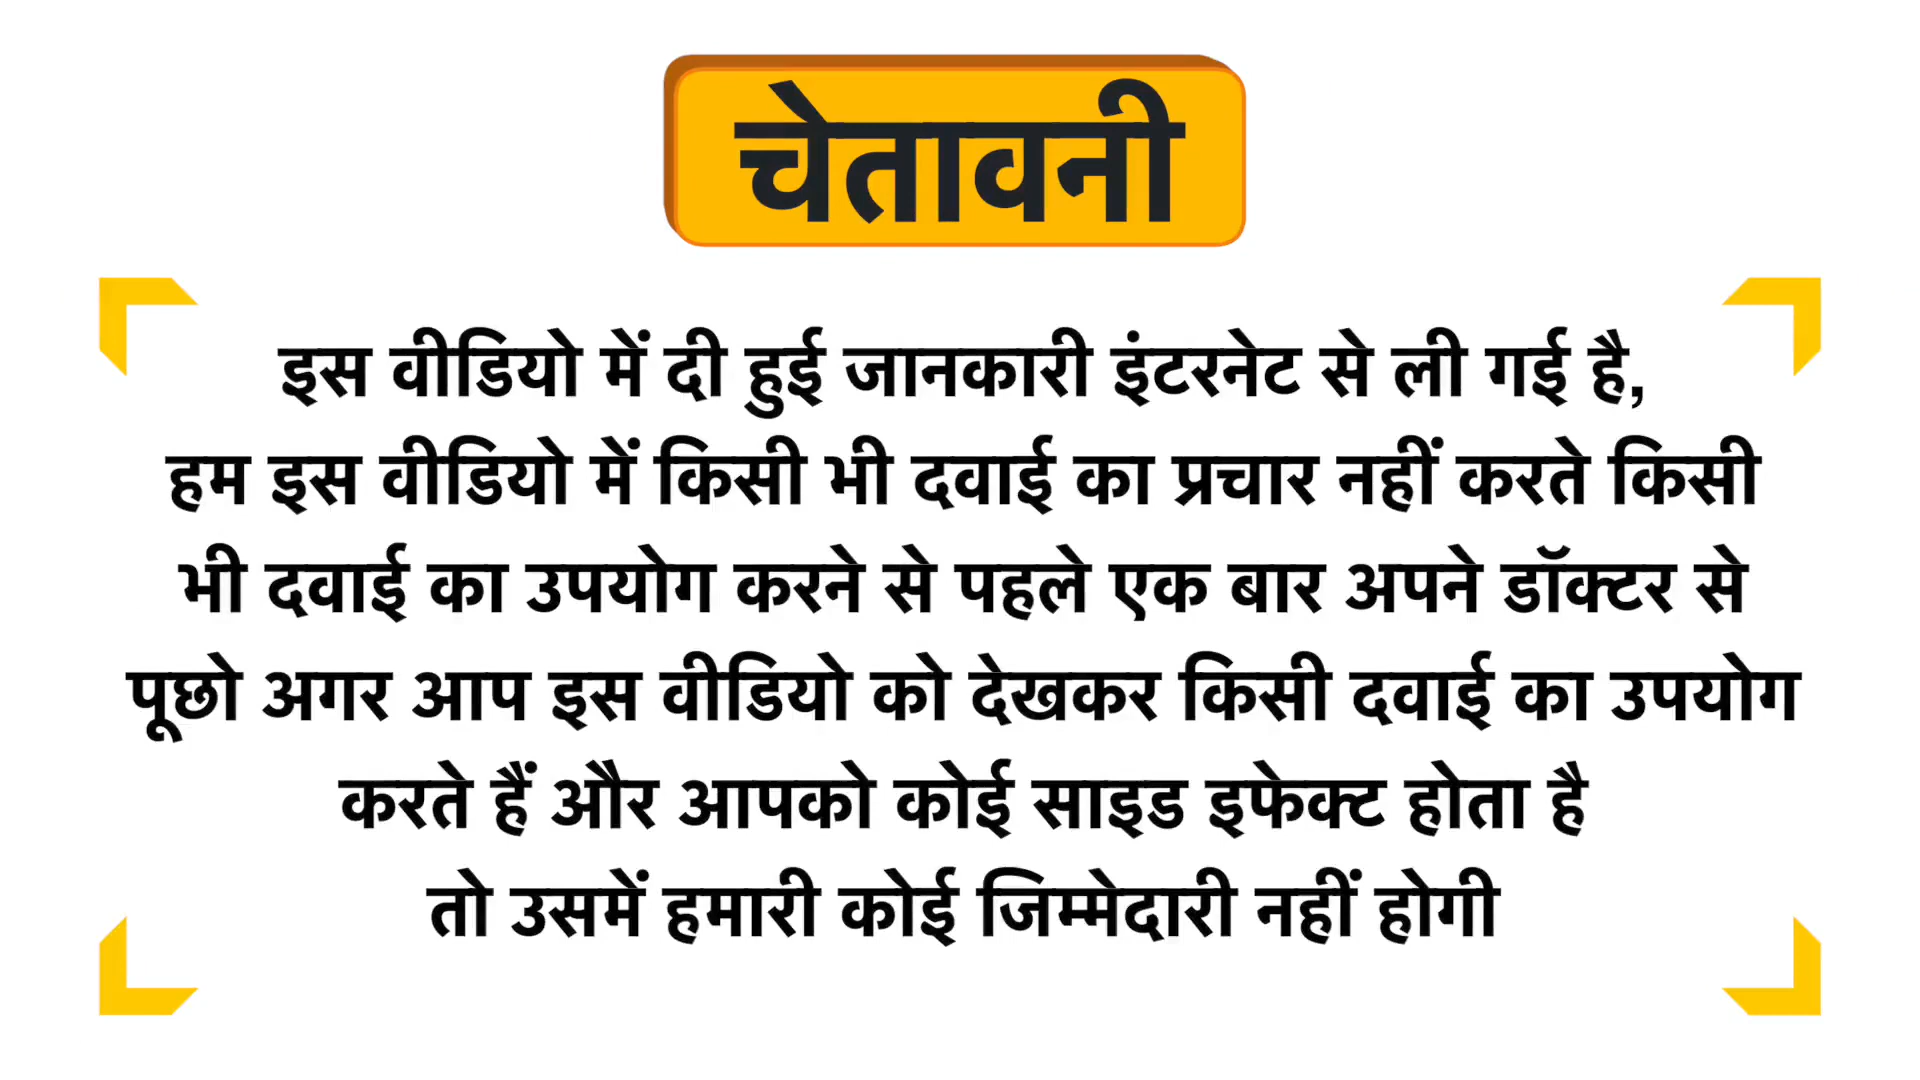 चेतावनी
इस वीडियो में दी हुई जानकारी इंटरनेट से ली गई है,
हम इस वीडियो में किसी भी दवाई का प्रचार नहीं करते किसी
भी दवाई का उपयोग करने से पहले एक बार अपने डॉक्टर से
पूछो अगर आप इस वीडियो को देखकर किसी दवाई का उपयोग
करते हैं और आपको कोई साइड इफेक्ट होता है
तो उसमें हमारी कोई जिम्मेदारी नहीं होगी